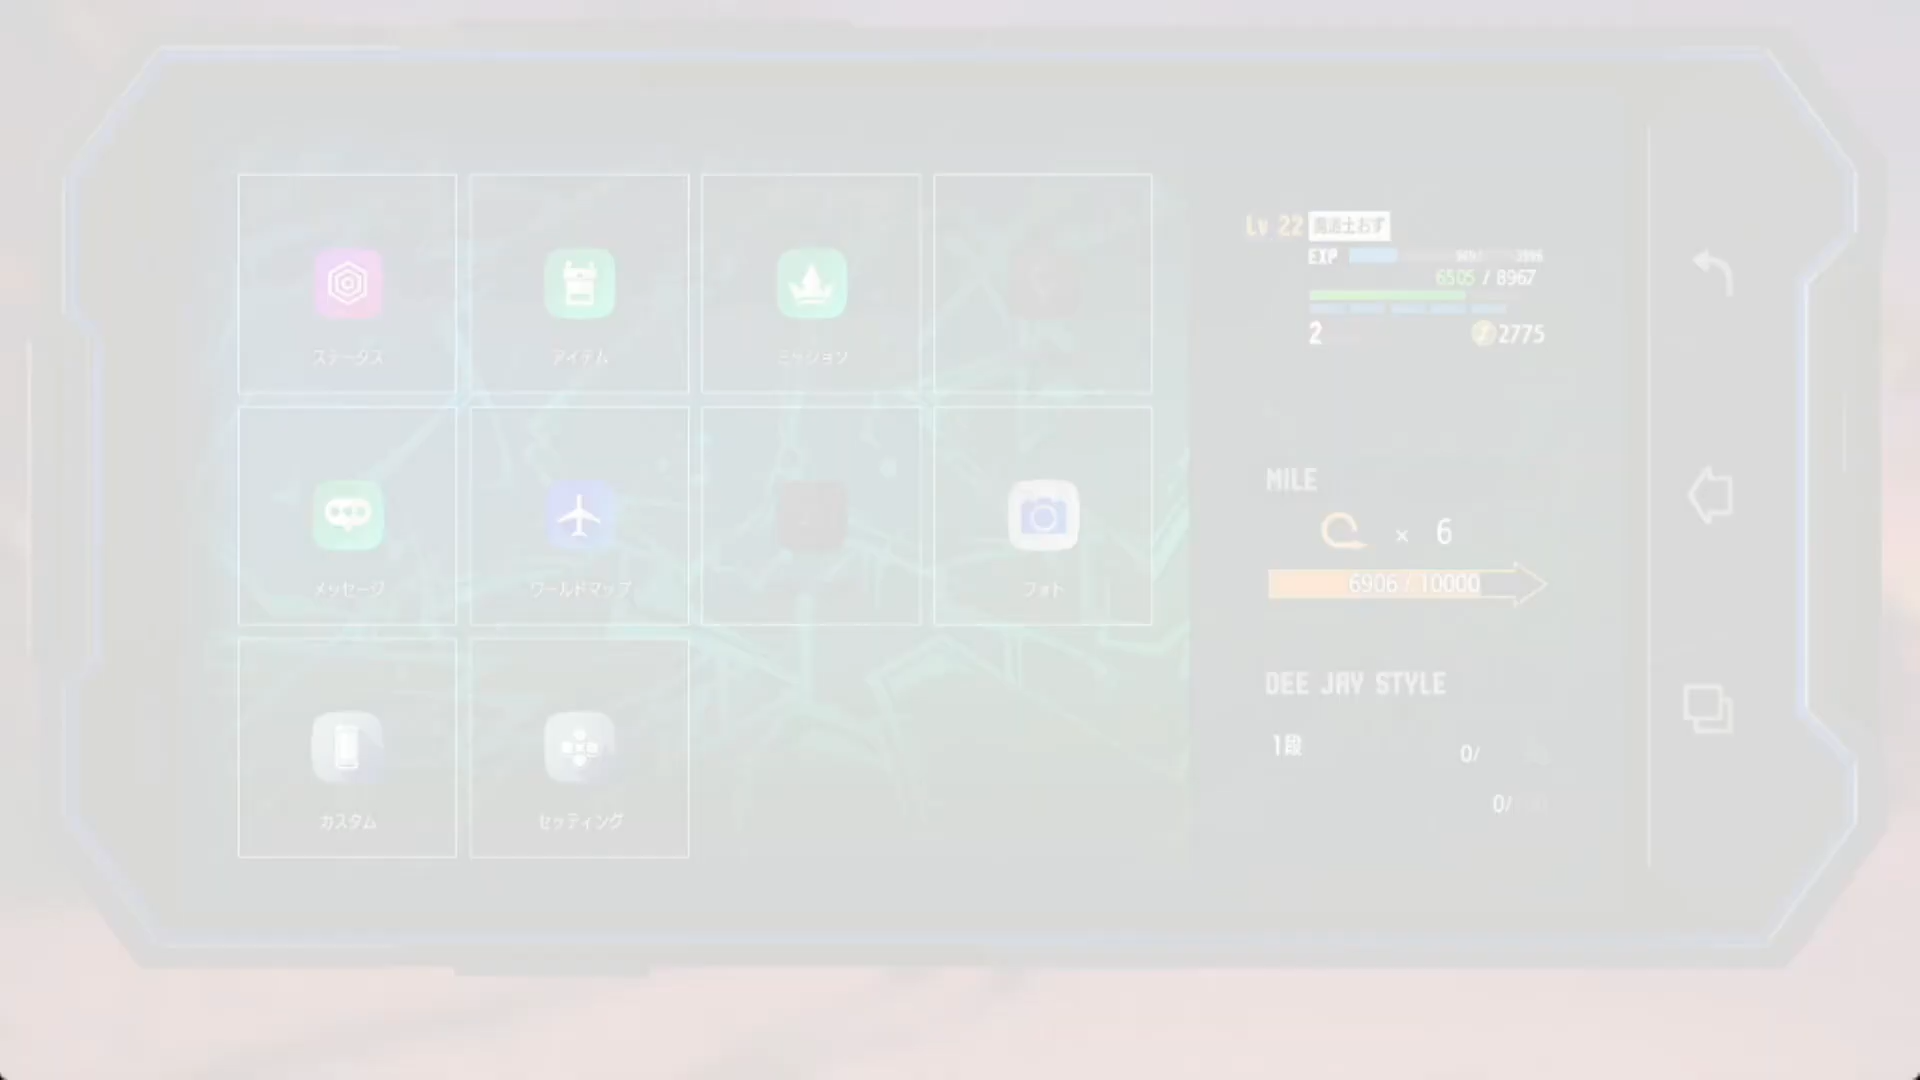 ステータス
アイテム
ミッション
メッセージ
ワールドマップ
フォト
カスタム
セッティング
Lv 22
EXP
6505 / 8967
2
2775
MILE
× 6
6906 / 10000
DEE JAY STYLE
1段
0/
0/